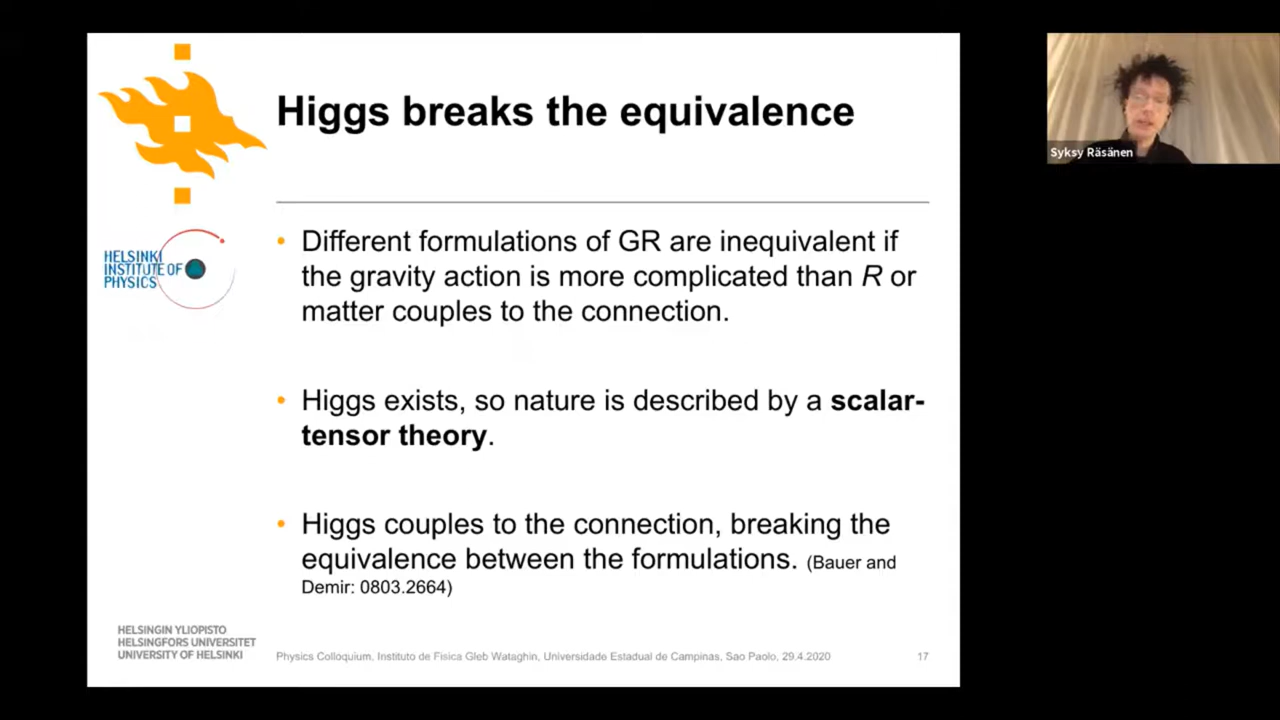 Higgs breaks the equivalence
HELSINKI
INSTITUTE OF
PHYSICS
• Different formulations of GR are inequivalent if
the gravity action is more complicated than R or
matter couples to the connection.
• Higgs exists, so nature is described by a scalar-
tensor theory.
• Higgs couples to the connection, breaking the
equivalence between the formulations. (Bauer and
Demir: 0803.2664)
HELSINGIN YLIOPISTO
HELSINGFORS UNIVERSITET
UNIVERSITY OF HELSINKI
Physics Colloquium, Instituto de Fisica Gleb Wataghin, Universidade Estadual de Campinas, Sao Paolo, 29.4.2020
17
Syksy Räsänen